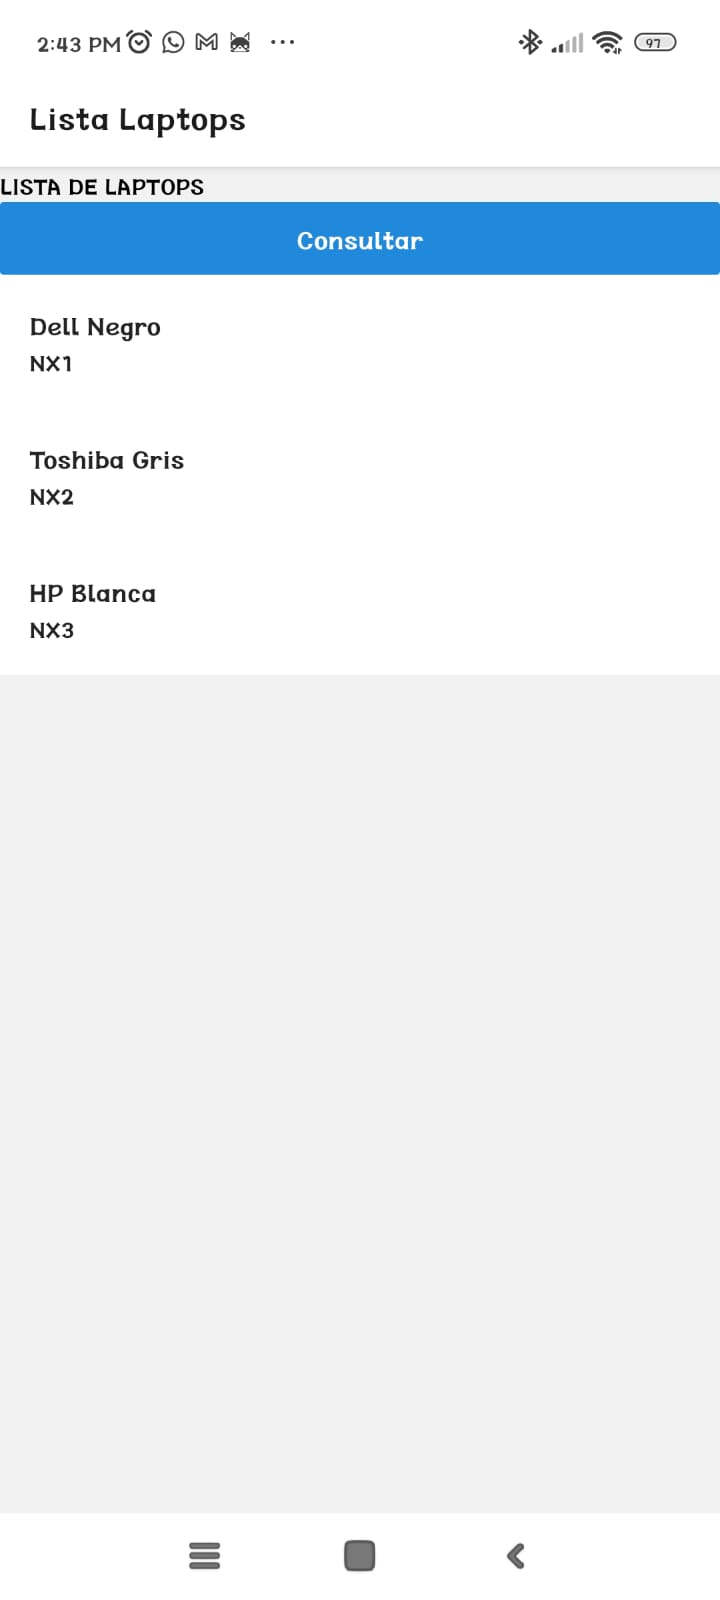 2:43 PM
97
Lista Laptops
LISTA DE LAPTOPS
Consultar
Dell Negro
NX1
Toshiba Gris
NX2
HP Blanca
NX3